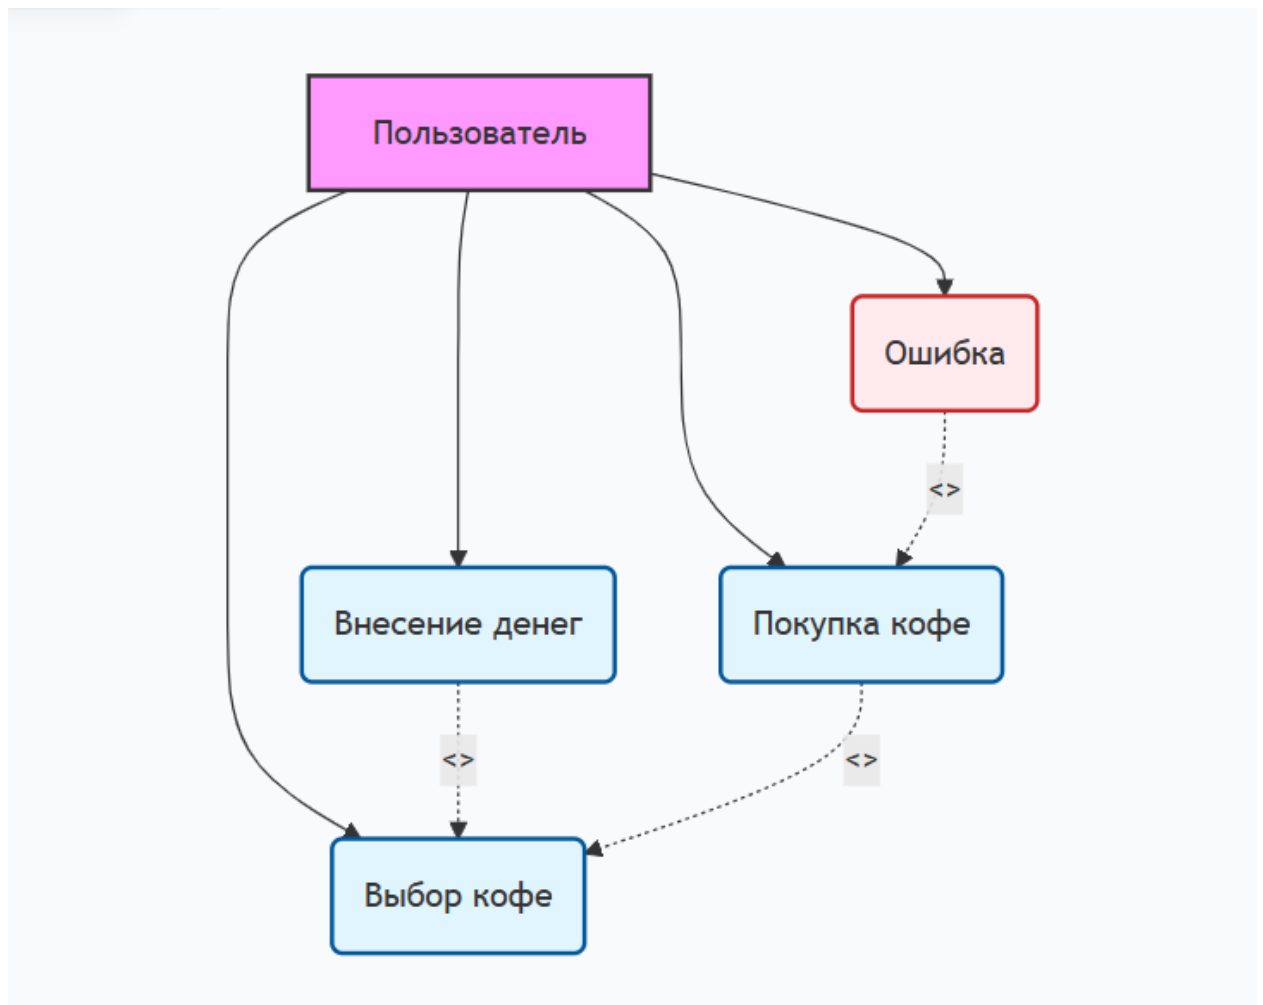 Пользователь
Ошибка
<>
Внесение денег
Покупка кофе
<>
<>
Выбор кофе